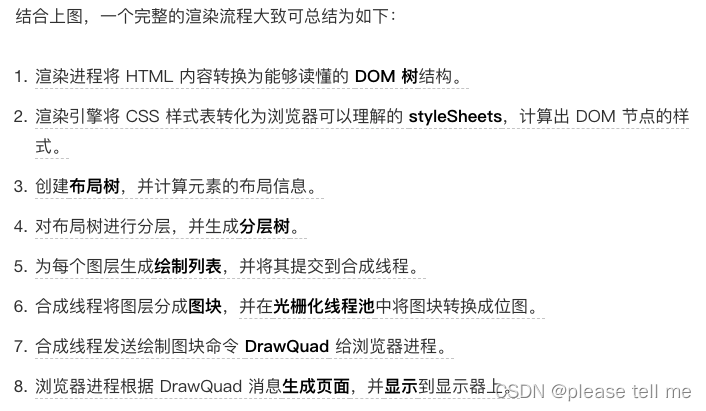 结合上图，一个完整的渲染流程大致可总结为如下：
1. 渲染进程将 HTML 内容转换为能够读懂的 DOM 树结构。
2. 渲染引擎将 CSS 样式表转化为浏览器可以理解的 styleSheets，计算出 DOM 节点的样
式。
3. 创建布局树，并计算元素的布局信息。
4. 对布局树进行分层，并生成分层树。
5. 为每个图层生成绘制列表，并将其提交到合成线程。
6. 合成线程将图层分成图块，并在光栅化线程池中将图块转换成位图。
7. 合成线程发送绘制图块命令 DrawQuad 给浏览器进程。
8. 浏览器进程根据 DrawQuad 消息生成页面，并显示到显示器上。
CSDN @please tell me